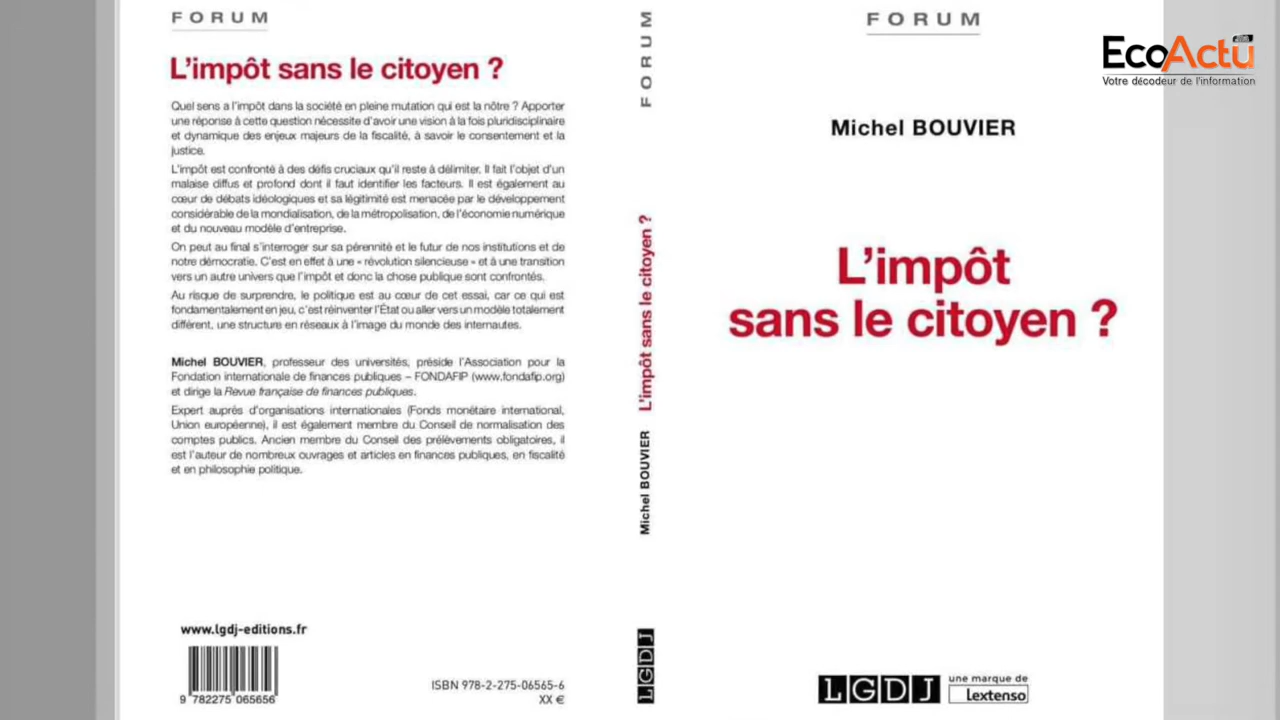 FORUM
L'impôt sans le citoyen ?
Quel sens a l'impôt dans la société en pleine mutation qui est la nôtre ? Apporter
une réponse à cette question nécessite d'avoir une vision à la fois pluridisciplinaire
et dynamique des enjeux majeurs de la fiscalité, à savoir le consentement et la
justice.
L'impôt est confronté à des défis cruciaux qu'il reste à délimiter. Il fait l'objet d'un
malaise diffus et profond dont il faut identifier les facteurs. Il est également au
cœur de débats idéologiques et sa légitimité est menacée par le développement
considérable de la mondialisation, de la métropolisation, de l'économie numérique
et du nouveau modèle d'entreprise.
On peut au final s'interroger sur sa pérennité et le futur de nos institutions et de
notre démocratie. C'est en effet à une « révolution silencieuse » et à une transition
vers un autre univers que l'impôt et donc la chose publique sont confrontés.
Au risque de surprendre, le politique est au cœur de cet essai, car ce qui est
fondamentalement en jeu, c'est réinventer l'État ou aller vers un modèle totalement
différent, une structure en réseaux à l'image du monde des internautes.
Michel BOUVIER, professeur des universités, préside l'Association pour la
Fondation internationale de finances publiques – FONDAFIP (www.fondafip.org)
et dirige la Revue française de finances publiques.
Expert auprès d'organisations internationales (Fonds monétaire international,
Union européenne), il est également membre du Conseil de normalisation des
comptes publics. Ancien membre du Conseil des prélèvements obligatoires, il
est l'auteur de nombreux ouvrages et articles en finances publiques, en fiscalité
et en philosophie politique.
www.lgdj-editions.fr
9 782275 065656
ISBN 978-2-275-06565-6
XX €
FORUM
L'impôt sans le citoyen ?
Michel BOUVIER
LGDJ
FORUM
EcoActu
Votre décodeur de l'information
Michel BOUVIER
L'impôt
sans le citoyen ?
LGDJ
une marque de
Lextenso